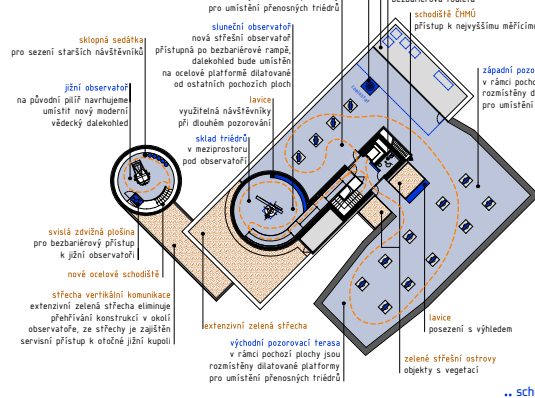 pro umístění přenosných triédrů
sklopná sedátka
pro sezení starších návštěvníků
jižní observatoř
na původní pilíř navrhujeme
umístit nový moderní
vědecký dalekohled
sluneční observatoř
nová střešní observatoř
přístupná po bezbariérové rampě,
dalekohled bude umístěn
na ocelové platformě dilatované
od ostatních pochozích ploch
lavice
využitelná návštěvníky
při dlouhém pozorování
sklad triédrů
v meziprostoru
pod observatoří
schodiště ČHMÚ
přístup k nejvyššímu měřícímu
západní pozo
v rámci pocho
rozmístěny d
pro umístění
svislá zdvižná plošina
pro bezbariérový přístup
k jižní observatoři
nové ocelové schodiště
střecha vertikální komunikace
extenzivní zelená střecha eliminuje
přehřívání konstrukcí v okolí
observatoře, ze střechy je zajištěn
servisní přístup k otočné jižní kupoli
extenzivní zelená střecha
východní pozorovací terasa
v rámci pochozí plochy jsou
rozmístěny dilatované platformy
pro umístění přenosných triédrů
lavice
posezení s výhledem
zelené střešní ostrovy
objekty s vegetací
.. sch